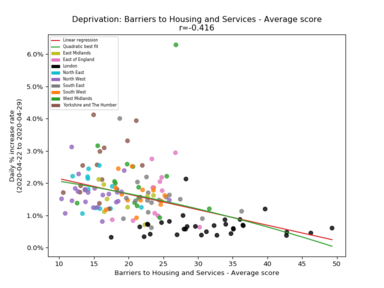 Deprivation: Barriers to Housing and Services - Average score
r=-0.416
Daily % increase rate
(2020-04-22 to 2020-04-29)
6.0%
5.0%
4.0%
3.0%
2.0%
1.0%
0.0%
Linear regression
Quadratic best fit
East Midlands
East of England
London
North East
North West
South East
South West
West Midlands
Yorkshire and The Humber
10
15
20
25
30
35
40
45
50
Barriers to Housing and Services - Average score